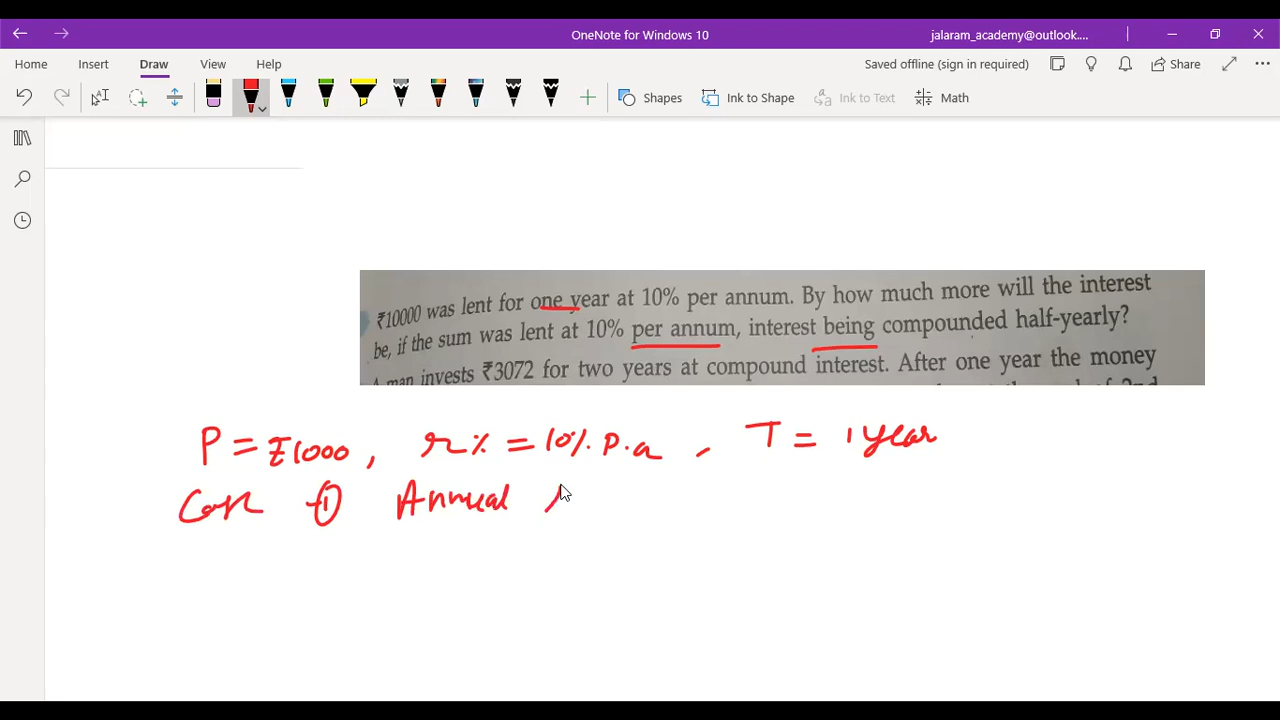 OneNote for Windows 10
jalaram_academy@outlook....
Home Insert Draw View Help
Saved offline (sign in required)
Share
Shapes
Ink to Shape
Ink to Text
Math
₹10000 was lent for one year at 10% per annum. By how much more will the interest
be, if the sum was lent at 10% per annum, interest being compounded half-yearly?
A man invests ₹3072 for two years at compound interest. After one year the money
P = ₹1000, r% = 10% P.a, T = 1 year
Case ① Annual